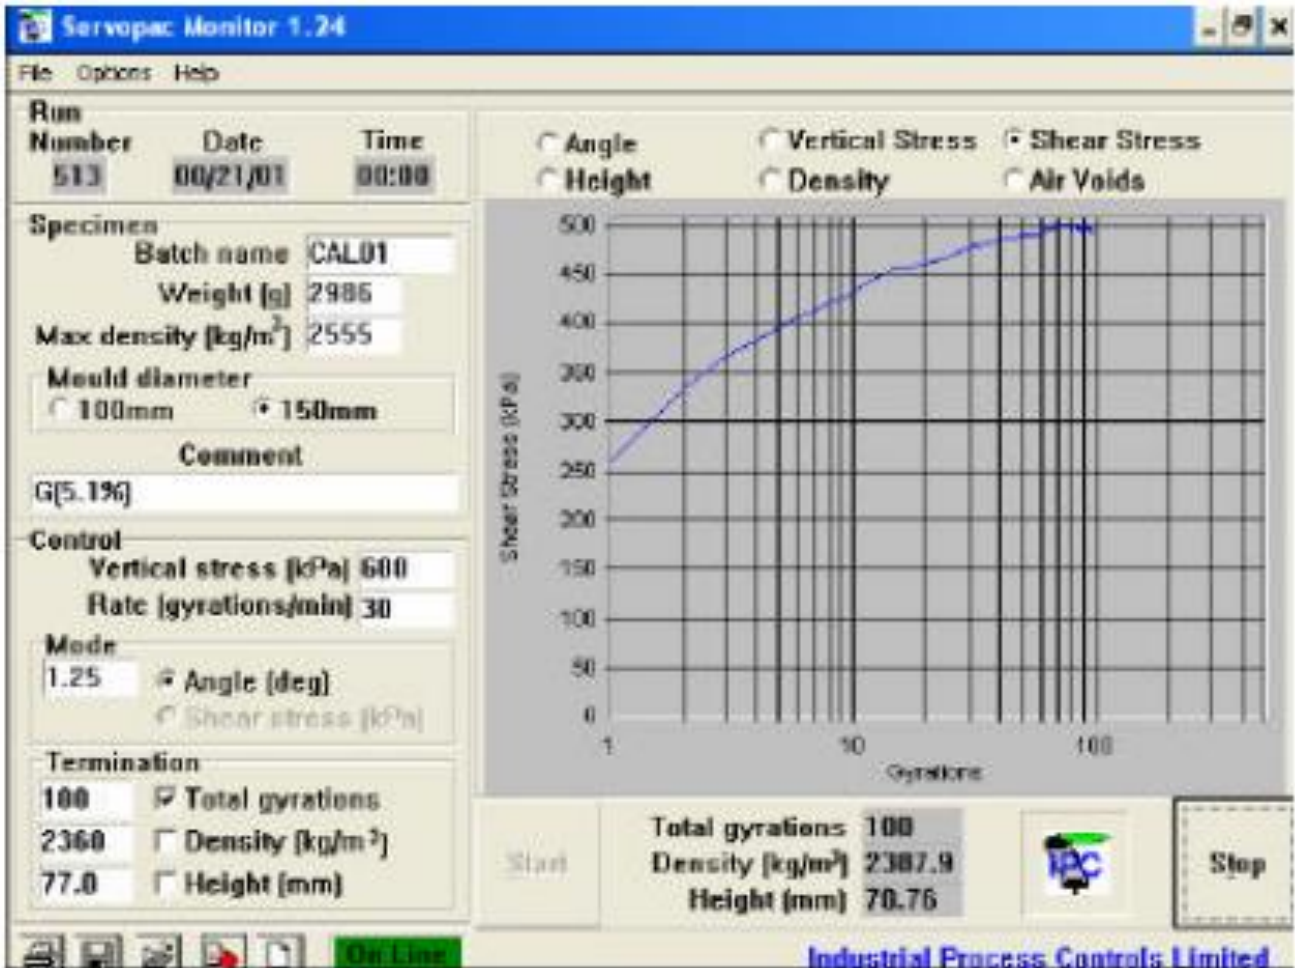 Servopac Monitor 1.24
File Options Help
Run
Number Date Time
513 00/21/01 00:00
Specimen
Batch name CAL01
Weight (g) 2986
Max density (kg/m³) 2555
Mould diameter
100mm 150mm
Comment
G(5.1%)
Control
Vertical stress (kPa) 600
Rate (gyrations/min) 30
Mode
1.25 Angle (deg)
Shear stress (kPa)
Termination
100 Total gyrations
2360 Density (kg/m³)
77.0 Height (mm)
On Line
Angle Vertical Stress Shear Stress
Height Density Air Voids
500
450
400
350
300
250
200
150
100
50
0
Shear Stress (kPa)
1 10 100
Gyrations
Start
Total gyrations 100
Density (kg/m³)
Height (mm) 70.76
IPC
Stop
Industrial Process Controls Limited